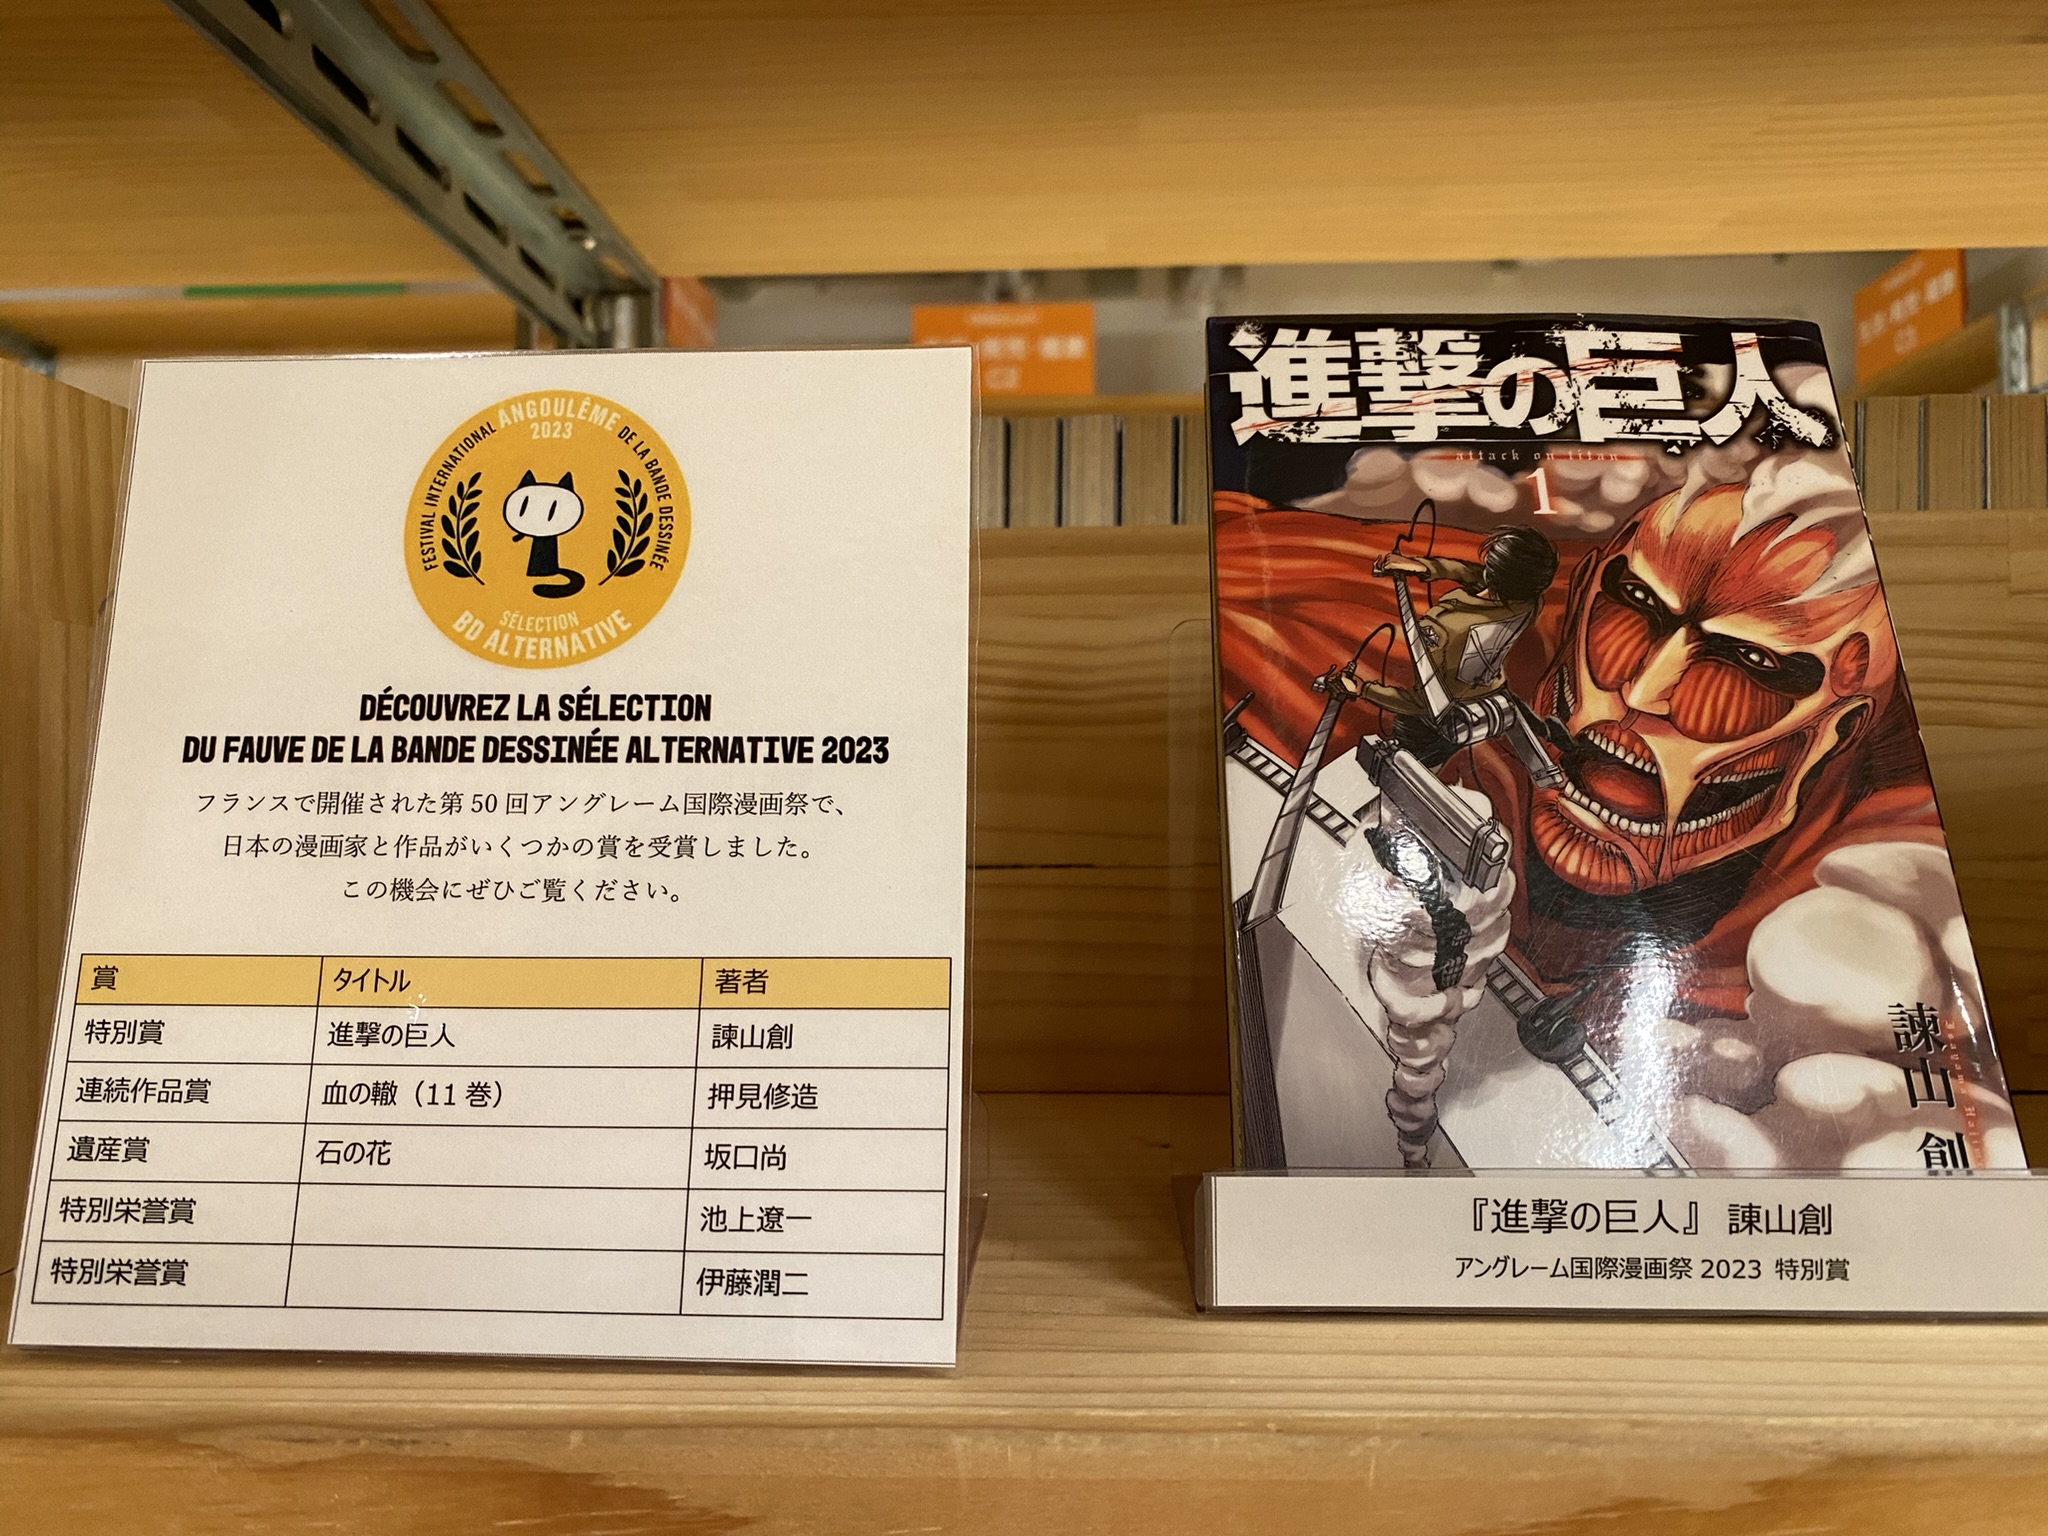 FESTIVAL INTERNATIONAL ANGOULÊME DE LA BANDE DESSINÉE
2023
SÉLECTION
BD ALTERNATIVE
DÉCOUVREZ LA SÉLECTION
DU FAUVE DE LA BANDE DESSINÉE ALTERNATIVE 2023
フランスで開催された第 50 回アングレーム国際漫画祭で、
日本の漫画家と作品がいくつかの賞を受賞しました。
この機会にぜひご覧ください。
賞 タイトル 著者
特別賞 進撃の巨人 諫山創
連続作品賞 血の轍（11 巻） 押見修造
遺産賞 石の花 坂口尚
特別栄誉賞 池上遼一
特別栄誉賞 伊藤潤二
進撃の巨人
attack on titan
1
諫山創
『進撃の巨人』 諫山創
アングレーム国際漫画祭 2023 特別賞